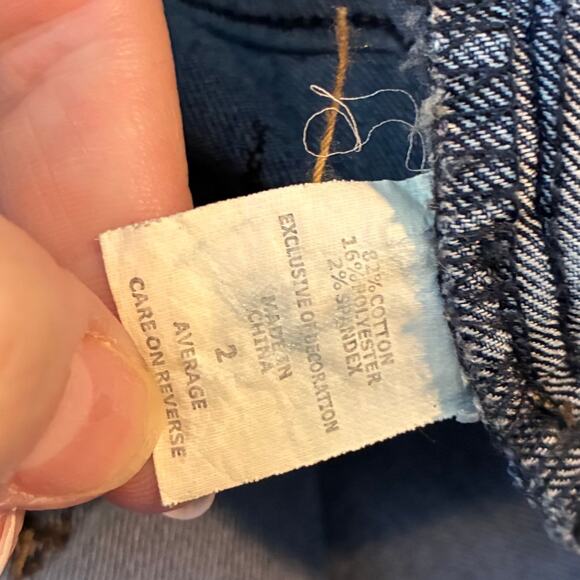 82% COTTON
16% POLYESTER
2% SPANDEX
EXCLUSIVE OF DECORATION
MADE IN
CHINA
2
AVERAGE
CARE ON REVERSE